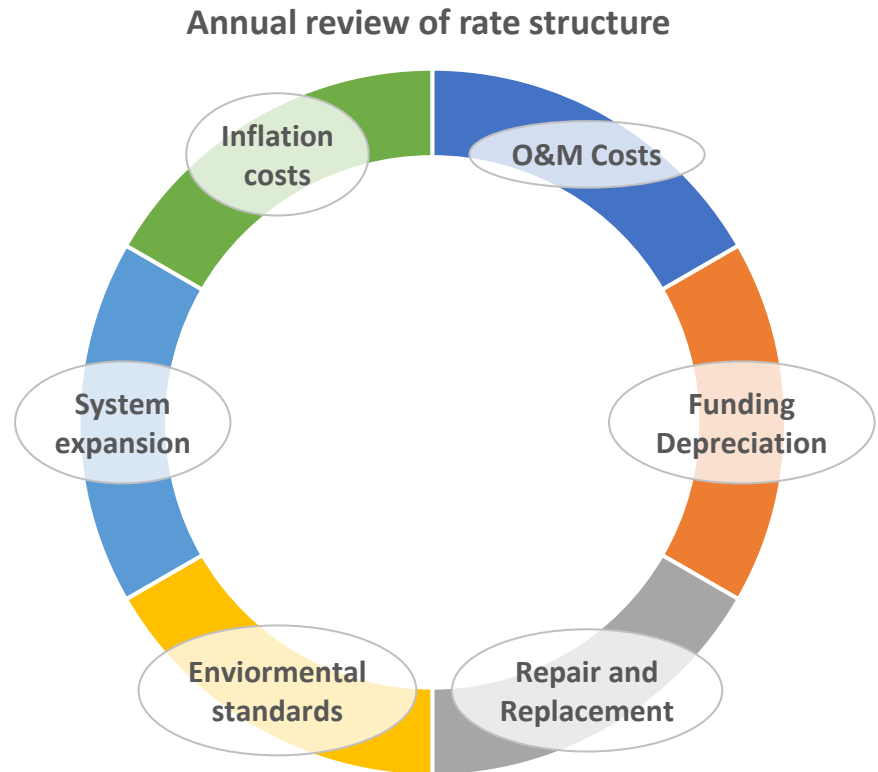 Annual review of rate structure
Inflation
costs
O&M Costs
System
expansion
Funding
Depreciation
Enviormental
standards
Repair and
Replacement